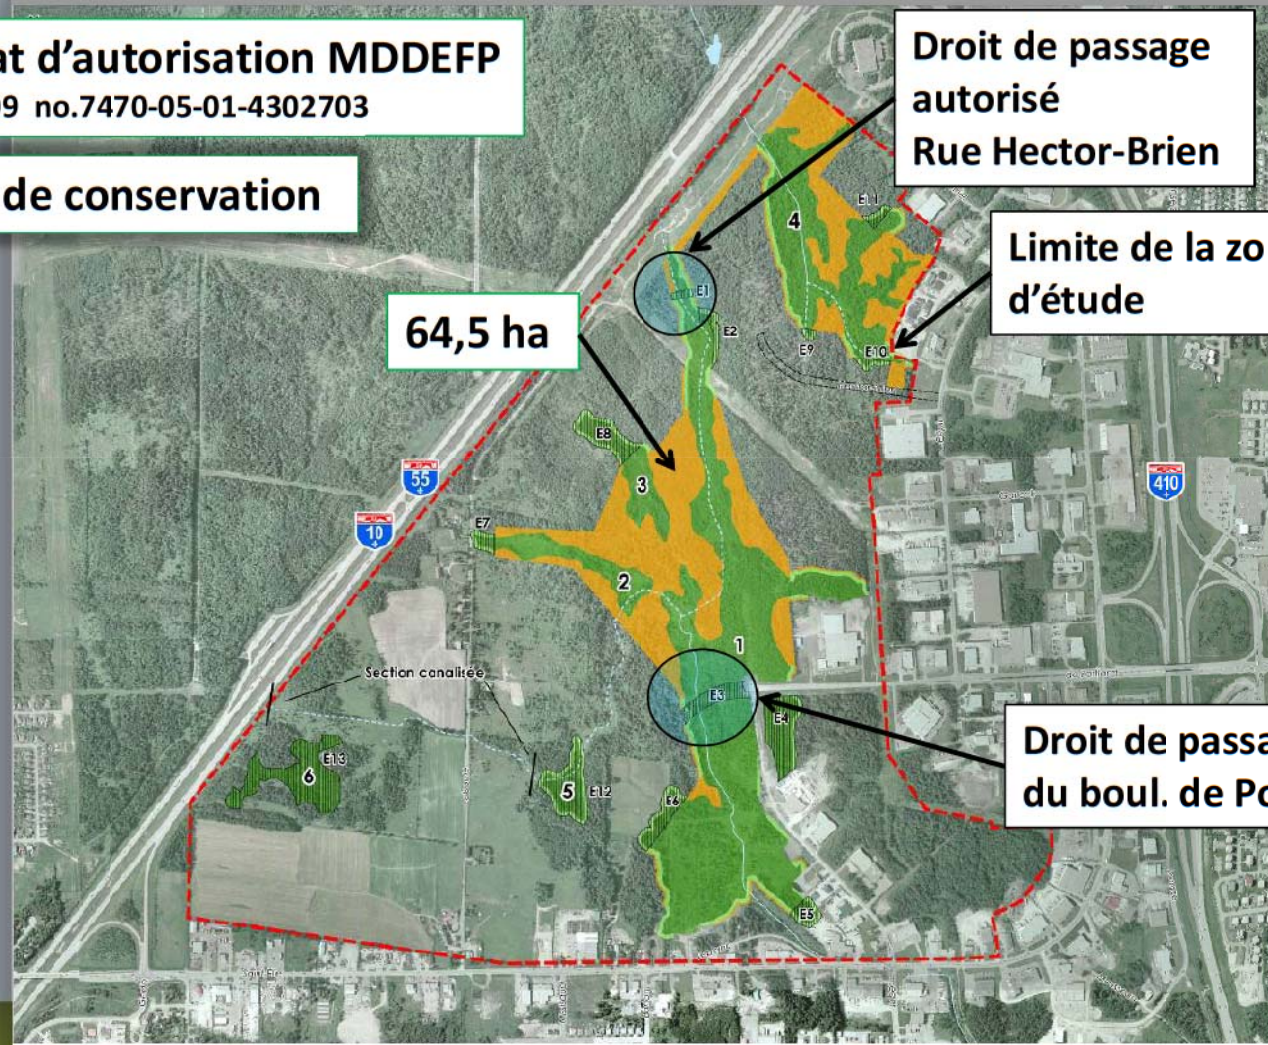 at d'autorisation MDDEFP
09 no.7470-05-01-4302703
de conservation
Droit de passage
autorisé
Rue Hector-Brien
Limite de la zo
d'étude
64,5 ha
4
E11
E1
E2
E9
E10
E8
3
55
10
410
E7
2
1
Section canalisée
E3
E4
Droit de passa
du boul. de Po
6
E13
5
E12
E6
E5